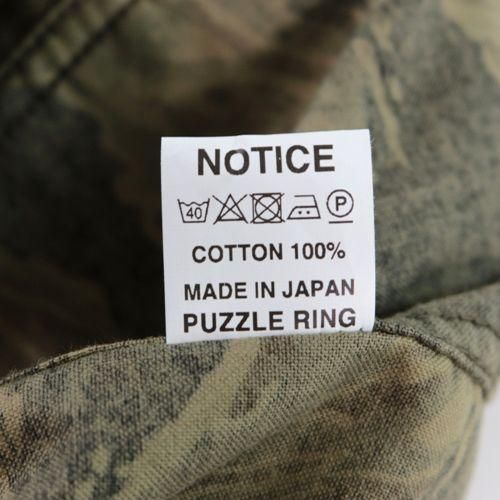 NOTICE
40 P
COTTON 100%
MADE IN JAPAN
PUZZLE RING